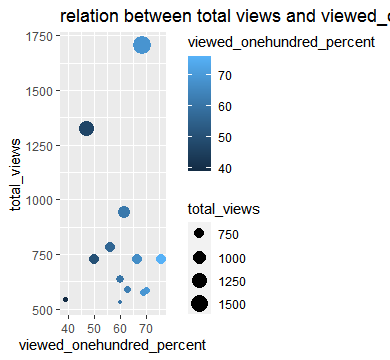 relation between total views and viewed_o
viewed_onehundred_percent
70
60
50
40
total_views
750
1000
1250
1500
1750
1500
1250
1000
750
500
total_views
40 50 60 70
viewed_onehundred_percent